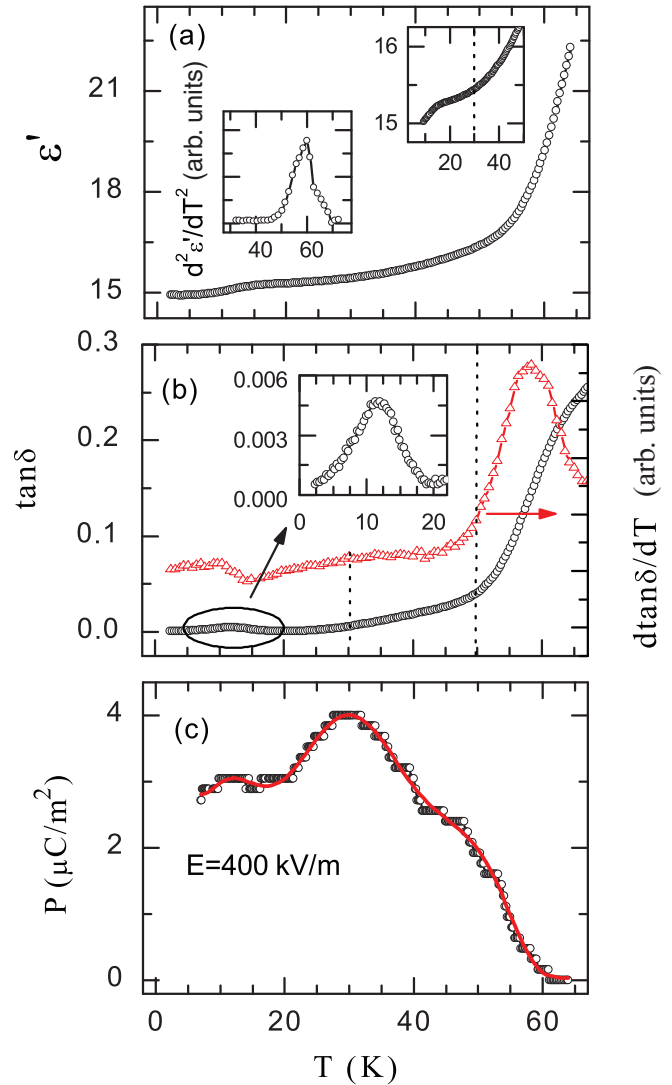 (a)
ε'
21
18
15
d²ε'/dT² (arb. units)
40 60
16
15
20 40
(b)
tanδ
0.3
0.2
0.1
0.0
0.006
0.003
0.000
0 10 20
dtanδ/dT (arb. units)
(c)
P (μC/m²)
4
2
0
E=400 kV/m
0 20 40 60
T (K)